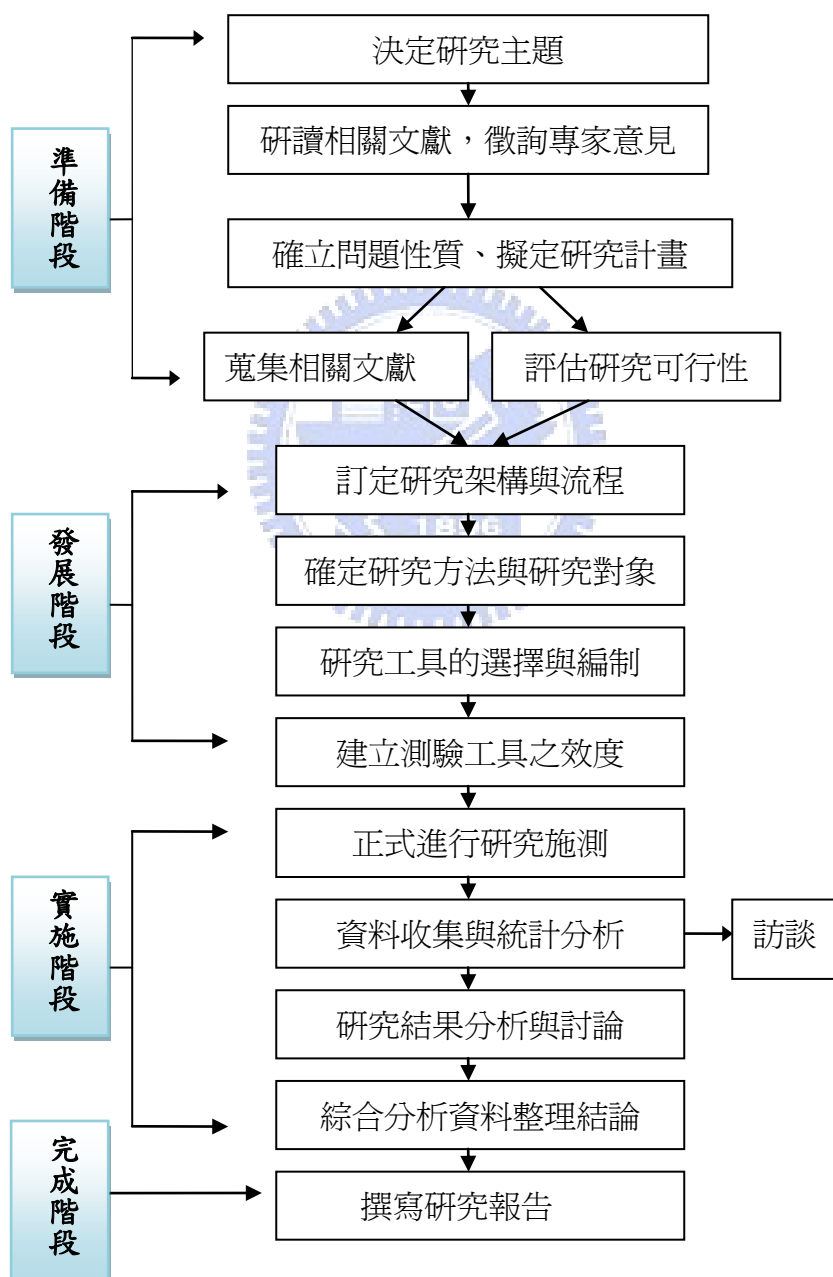 決定研究主題
研讀相關文獻，徵詢專家意見
準備階段
確立問題性質、擬定研究計畫
蒐集相關文獻
評估研究可行性
訂定研究架構與流程
1896
發展階段
確定研究方法與研究對象
研究工具的選擇與編制
建立測驗工具之效度
正式進行研究施測
實施階段
資料收集與統計分析
訪談
研究結果分析與討論
綜合分析資料整理結論
完成階段
撰寫研究報告